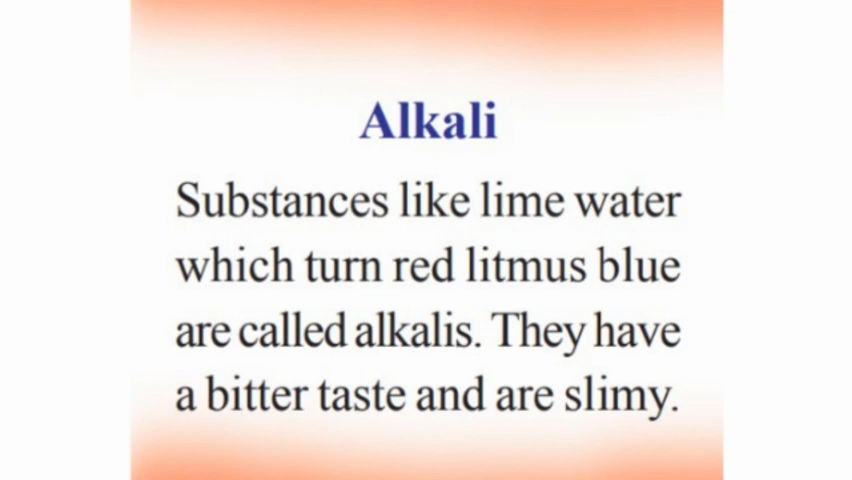 Alkali
Substances like lime water
which turn red litmus blue
are called alkalis. They have
a bitter taste and are slimy.